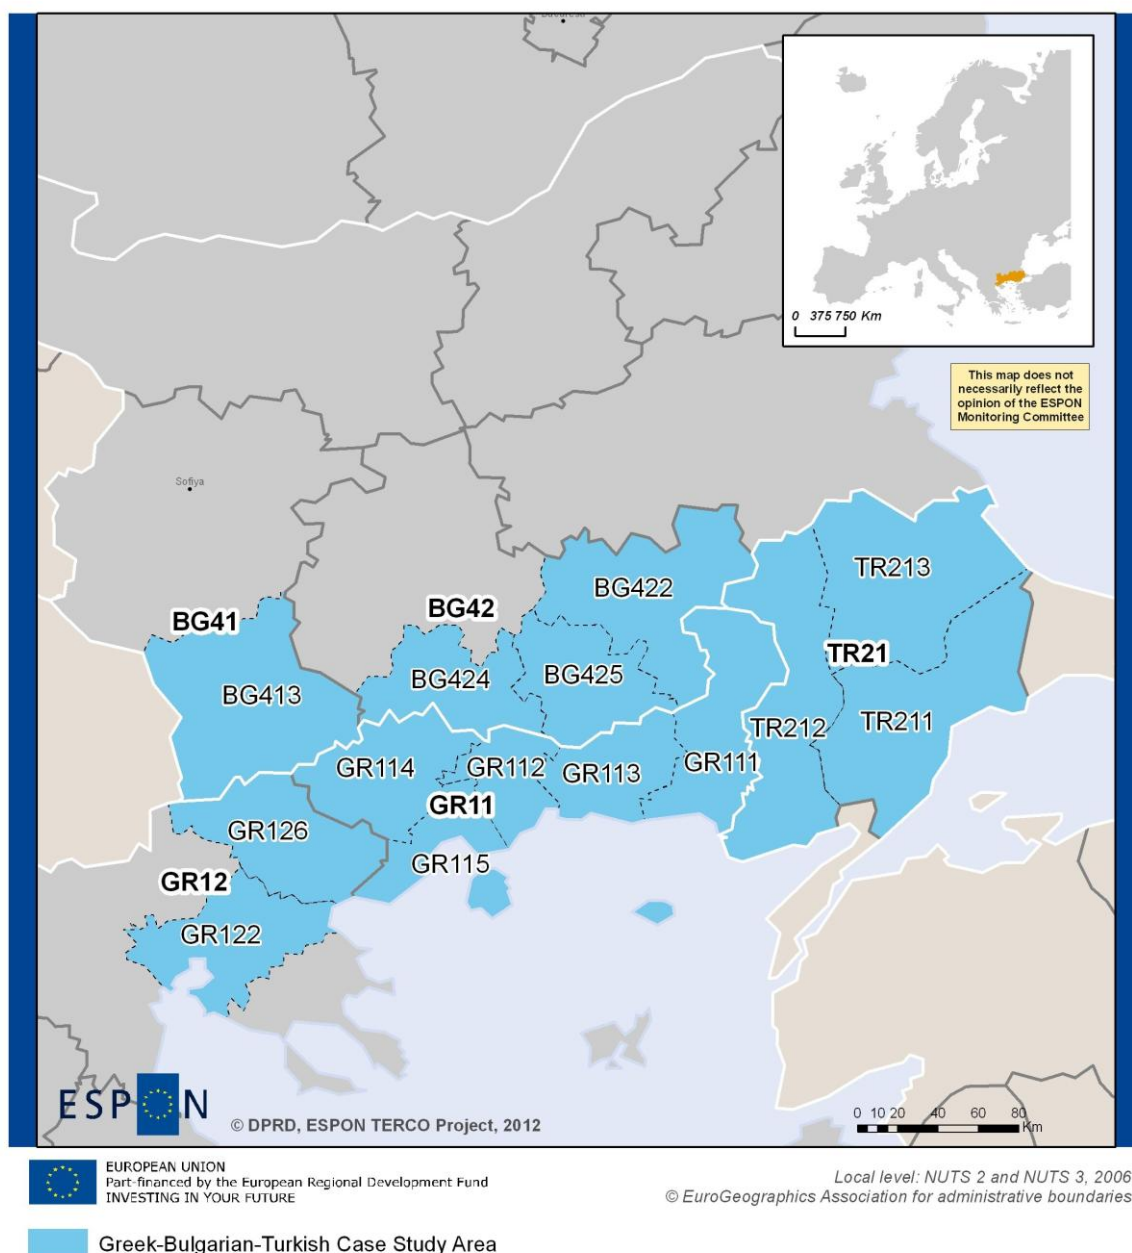 Bucuresti
0 375 750 Km
This map does not
necessarily reflect the
opinion of the ESPON
Monitoring Committee
Sofiya
BG422
TR213
BG41
BG42
TR21
BG413
BG424
BG425
TR212
TR211
GR114
GR112
GR113
GR111
GR11
GR126
GR115
GR12
GR122
ESPON
© DPRD, ESPON TERCO Project, 2012
0 10 20 40 60 80
Km
EUROPEAN UNION
Part-financed by the European Regional Development Fund
INVESTING IN YOUR FUTURE
Local level: NUTS 2 and NUTS 3, 2006
© EuroGeographics Association for administrative boundaries
Greek-Bulgarian-Turkish Case Study Area